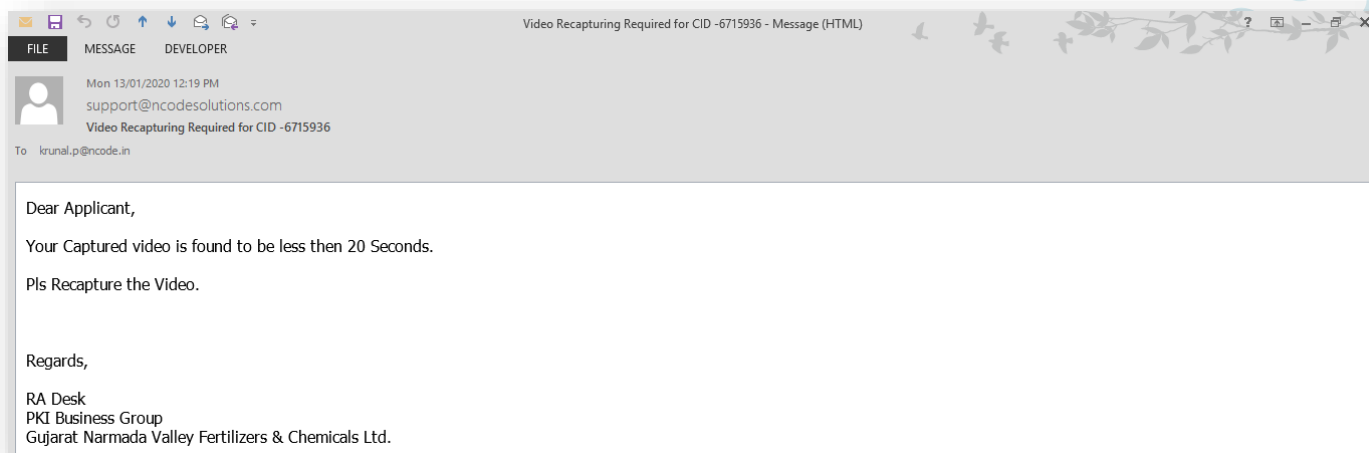 Video Recapturing Required for CID -6715936 - Message (HTML)
?
FILE MESSAGE DEVELOPER
Mon 13/01/2020 12:19 PM
support@ncodesolutions.com
Video Recapturing Required for CID -6715936
To krunal.p@ncode.in
Dear Applicant,
Your Captured video is found to be less then 20 Seconds.
Pls Recapture the Video.
Regards,
RA Desk
PKI Business Group
Gujarat Narmada Valley Fertilizers & Chemicals Ltd.